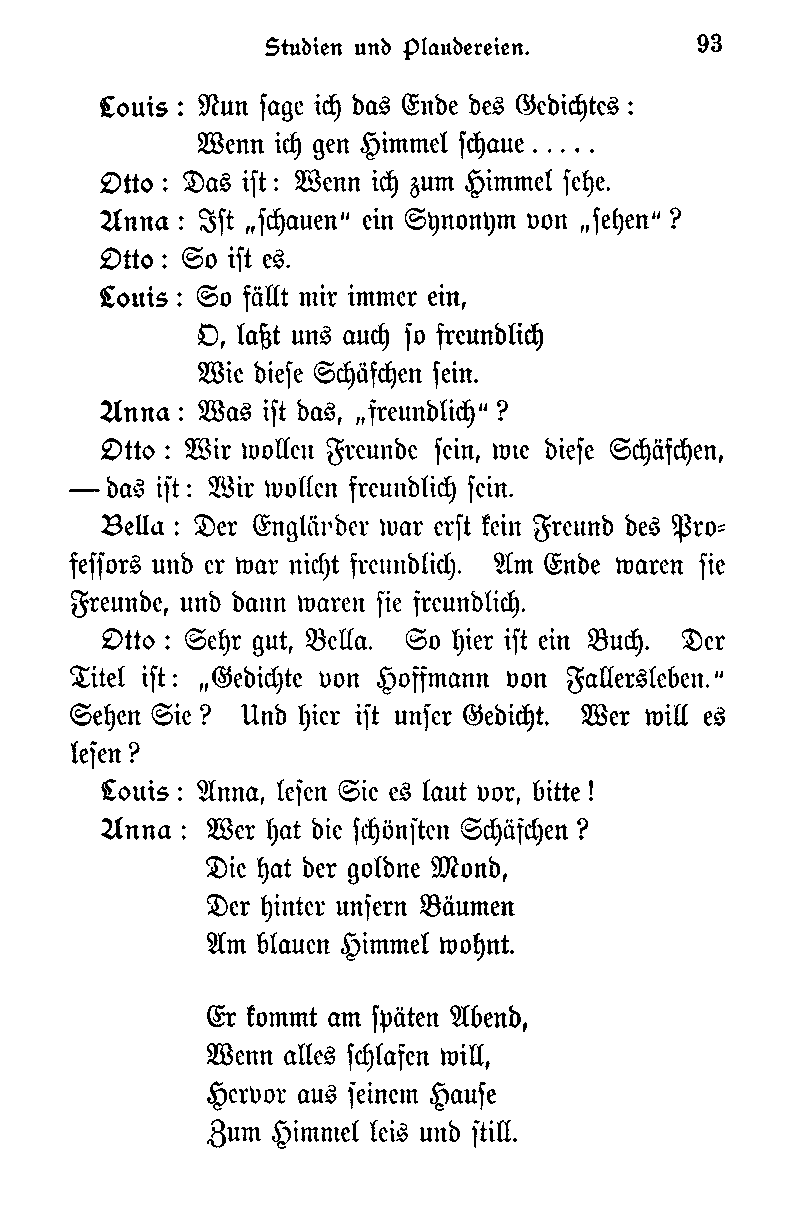 Studien und Plaudereien. 93
Louis: Nun sage ich das Ende des Gedichtes:
Wenn ich gen Himmel schaue.....
Otto: Das ist: Wenn ich zum Himmel sehe.
Anna: Ist „schauen“ ein Synonym von „sehen“?
Otto: So ist es.
Louis: So fällt mir immer ein,
O, laßt uns auch so freundlich
Wie diese Schäfchen sein.
Anna: Was ist das, „freundlich“?
Otto: Wir wollen Freunde sein, wie diese Schäfchen,
— das ist: Wir wollen freundlich sein.
Bella: Der Engländer war erst kein Freund des Pro-
fessors und er war nicht freundlich. Am Ende waren sie
Freunde, und dann waren sie freundlich.
Otto: Sehr gut, Bella. So hier ist ein Buch. Der
Titel ist: „Gedichte von Hoffmann von Fallersleben.“
Sehen Sie? Und hier ist unser Gedicht. Wer will es
lesen?
Louis: Anna, lesen Sie es laut vor, bitte!
Anna: Wer hat die schönsten Schäfchen?
Die hat der goldne Mond,
Der hinter unsern Bäumen
Am blauen Himmel wohnt.
Er kommt am späten Abend,
Wenn alles schlafen will,
Hervor aus seinem Hause
Zum Himmel leis und still.